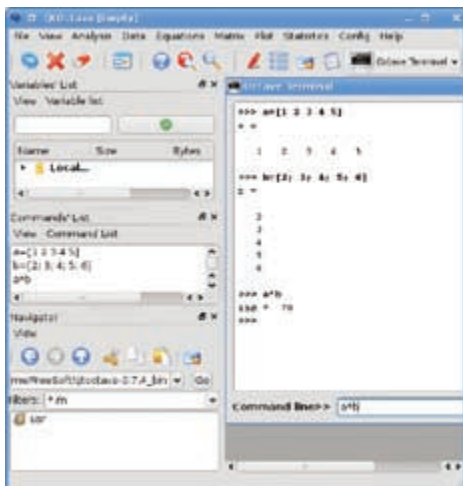 File View Analysis Data Equations Matrix Plot Statistics Config Help
Octave Terminal
Variables' List
View Variable list
Name Size Bytes
Local...
Commands' List
View Command List
a=[1 2 3 4 5]
b=[2; 3; 4; 5; 6]
a*b
Navigator
View
Go
Filters: *.m
usr
Octave Terminal
>>> a=[1 2 3 4 5]
1 2 3 4 5
>>> b=[2; 3; 4; 5; 6]
2
3
4
5
6
>>> a*b
ans = 70
>>>
Command line>> a*b